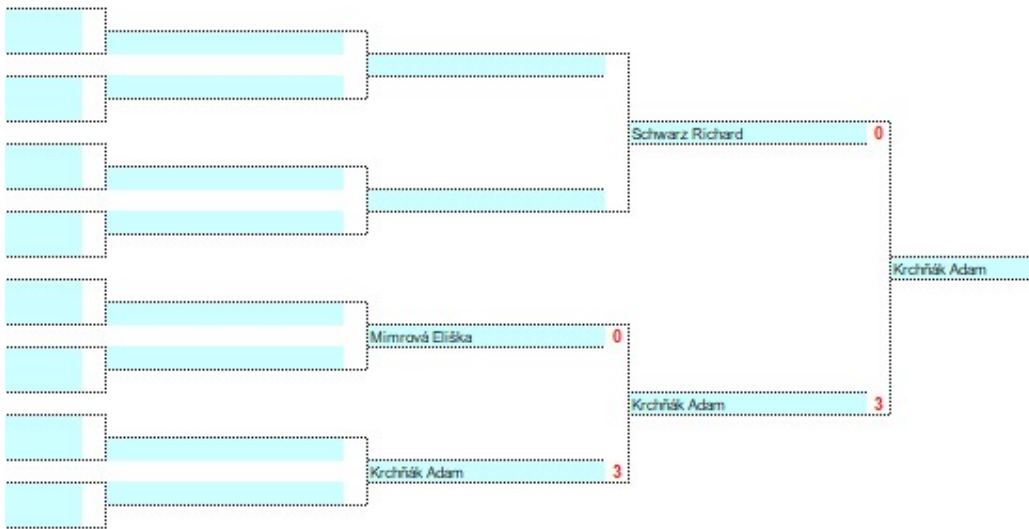 Schwarz Richard 0
Krchňák Adam
Mimrová Eliška 0
Krchňák Adam 3
Krchňák Adam 3